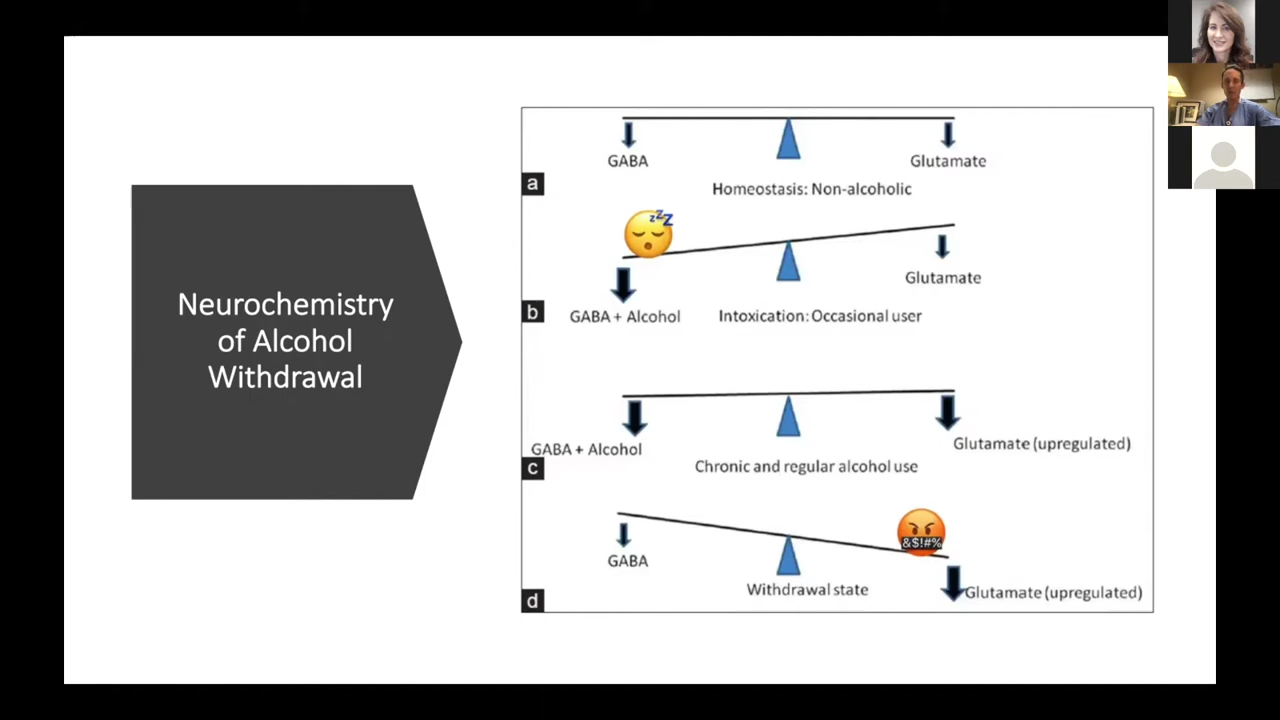 Neurochemistry
of Alcohol
Withdrawal
GABA
Glutamate
a
Homeostasis: Non-alcoholic
zzZ
Glutamate
b
GABA + Alcohol
Intoxication: Occasional user
GABA + Alcohol
Glutamate (upregulated)
c
Chronic and regular alcohol use
&$!#%
GABA
Withdrawal state
Glutamate (upregulated)
d